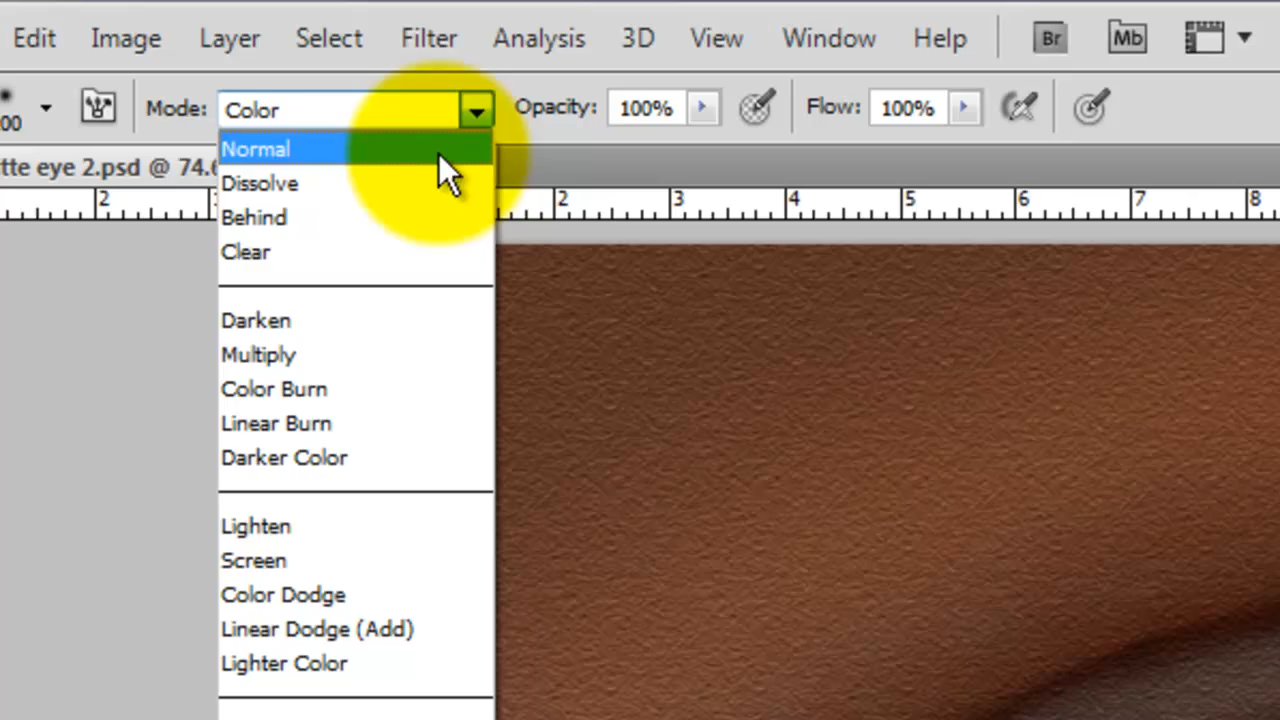 Edit Image Layer Select Filter Analysis 3D View Window Help Br Mb
00 Mode: Color Opacity: 100% Flow: 100%
tte eye 2.psd @ 74.6
2 1 2 3 4 5 6 7 8
Normal
Dissolve
Behind
Clear
Darken
Multiply
Color Burn
Linear Burn
Darker Color
Lighten
Screen
Color Dodge
Linear Dodge (Add)
Lighter Color